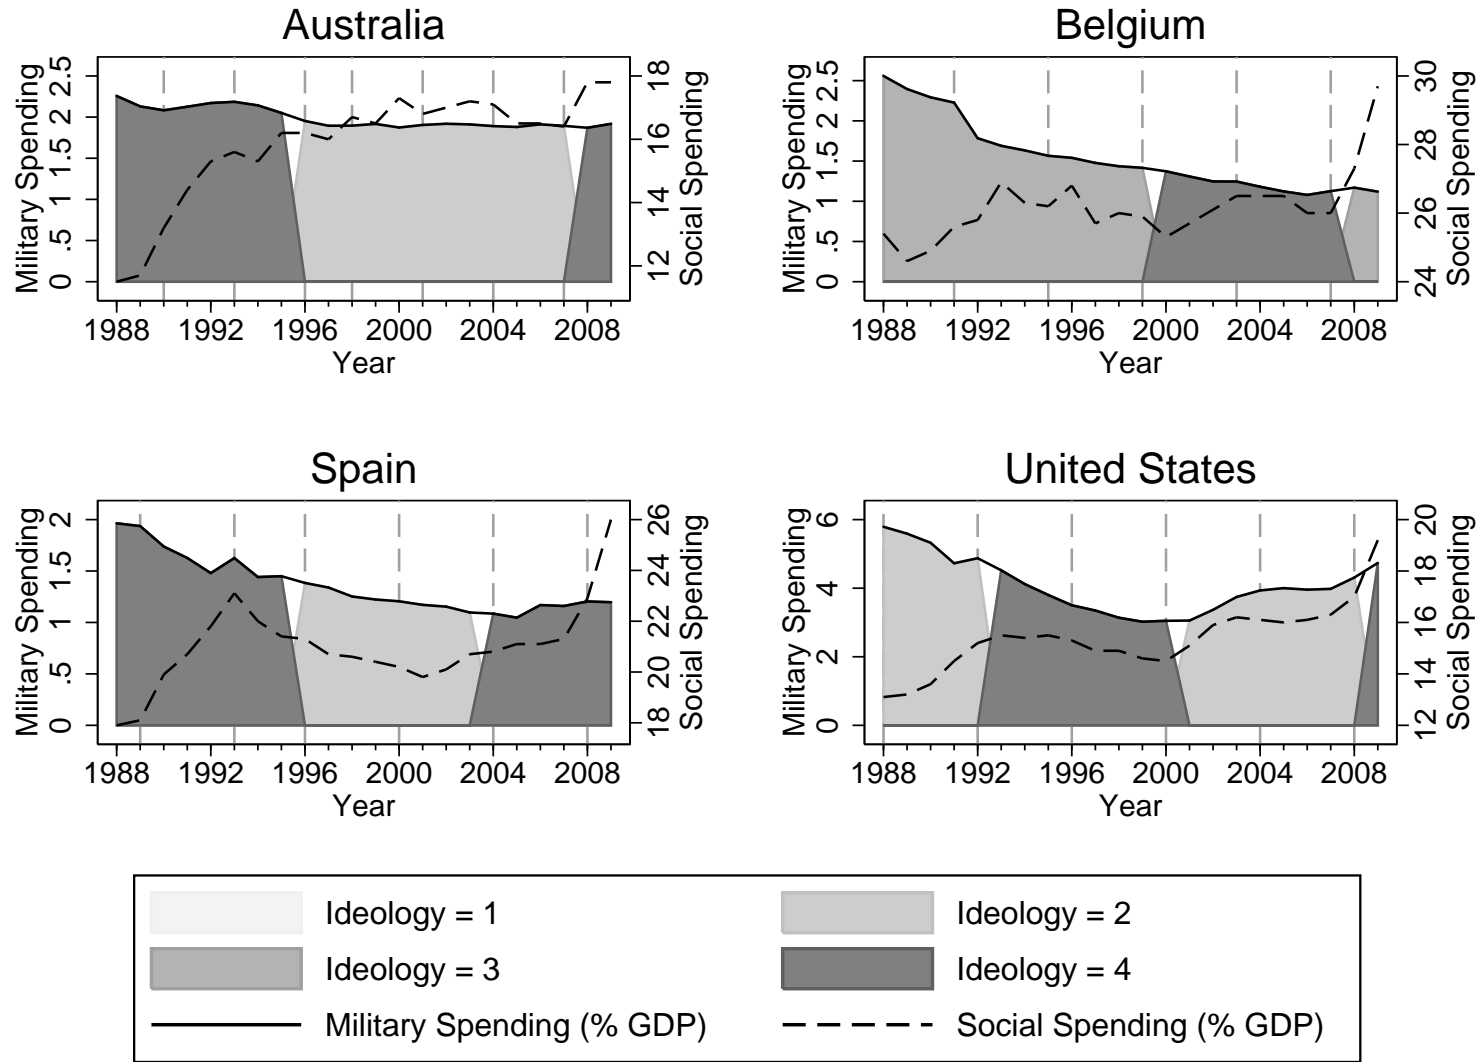 Australia
Military Spending
0 .5 1 1.5 2 2.5
12 14 16 18
Social Spending
1988 1992 1996 2000 2004 2008
Year
Belgium
Military Spending
0 .5 1 1.5 2 2.5
24 26 28 30
Social Spending
1988 1992 1996 2000 2004 2008
Year
Spain
Military Spending
0 .5 1 1.5 2
18 20 22 24 26
Social Spending
1988 1992 1996 2000 2004 2008
Year
United States
Military Spending
0 2 4 6
12 14 16 18 20
Social Spending
1988 1992 1996 2000 2004 2008
Year
Ideology = 1
Ideology = 2
Ideology = 3
Ideology = 4
Military Spending (% GDP)
Social Spending (% GDP)